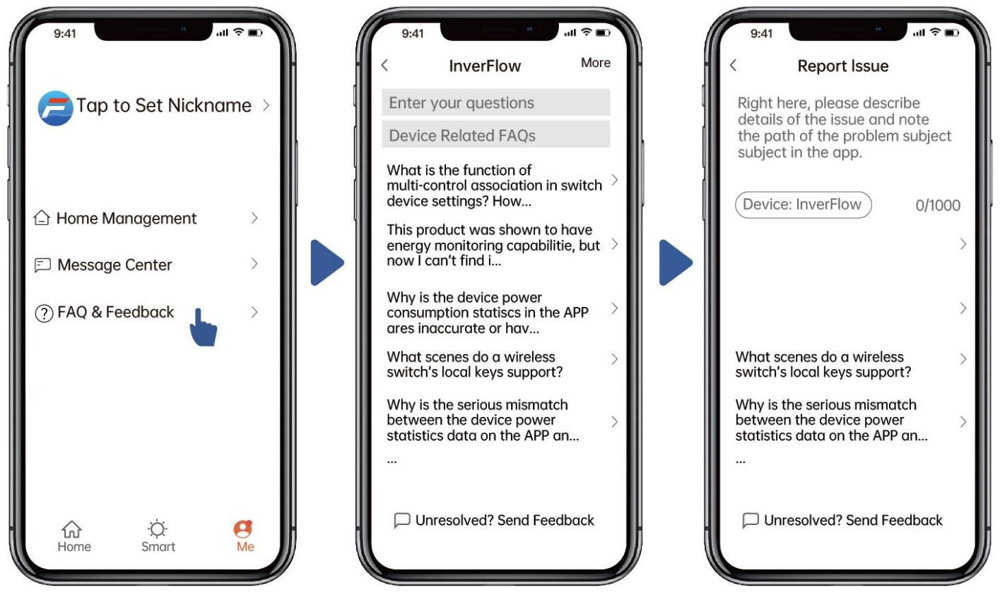 9:41
Tap to Set Nickname
Home Management
Message Center
FAQ & Feedback
Home
Smart
Me
9:41
InverFlow
More
Enter your questions
Device Related FAQs
What is the function of
multi-control association in switch
device settings? How...
This product was shown to have
energy monitoring capabilitie, but
now I can't find i...
Why is the device power
consumption statiscs in the APP
ares inaccurate or hav...
What scenes do a wireless
switch's local keys support?
Why is the serious mismatch
between the device power
statistics data on the APP an...
...
Unresolved? Send Feedback
9:41
Report Issue
Right here, please describe
details of the issue and note
the path of the problem subject
subject in the app.
Device: InverFlow
0/1000
What scenes do a wireless
switch's local keys support?
Why is the serious mismatch
between the device power
statistics data on the APP an...
...
Unresolved? Send Feedback